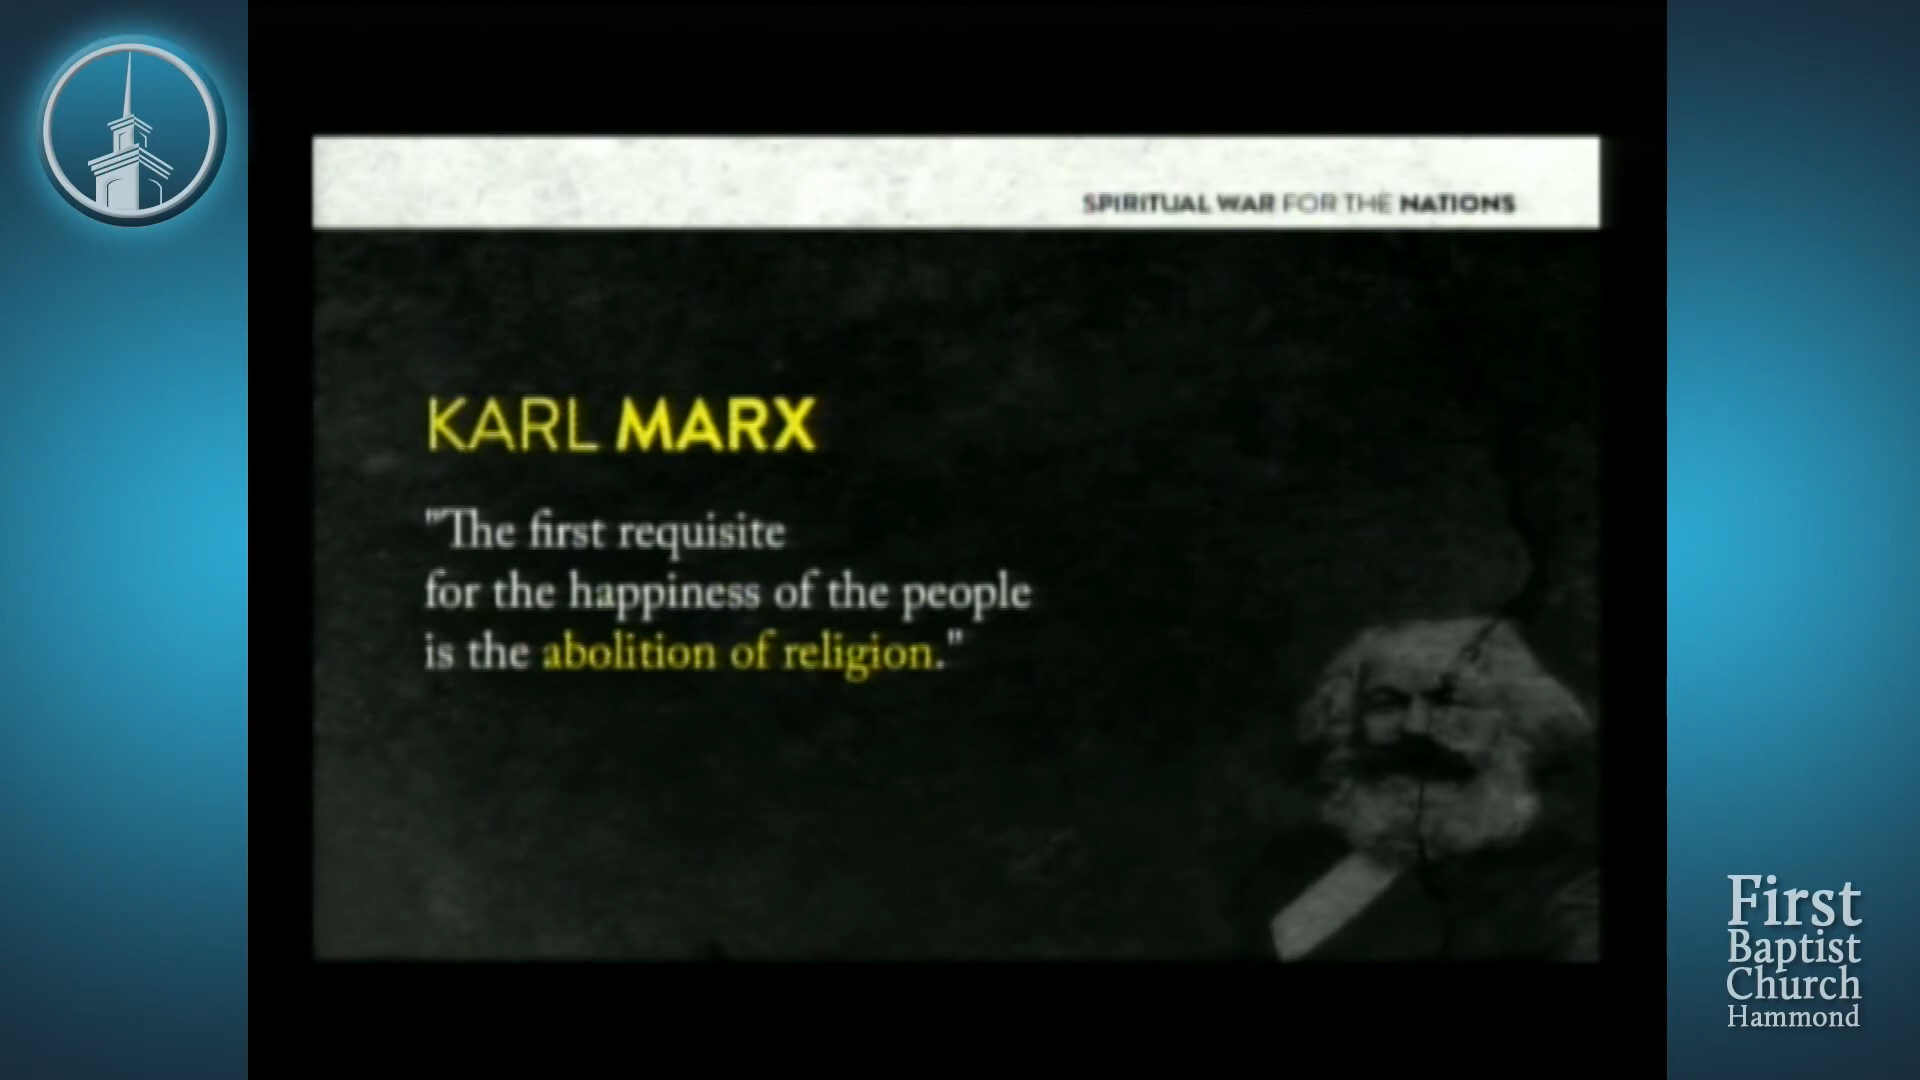 SPIRITUAL WAR FOR THE NATIONS
KARL MARX
"The first requisite
for the happiness of the people
is the abolition of religion."
First
Baptist
Church
Hammond